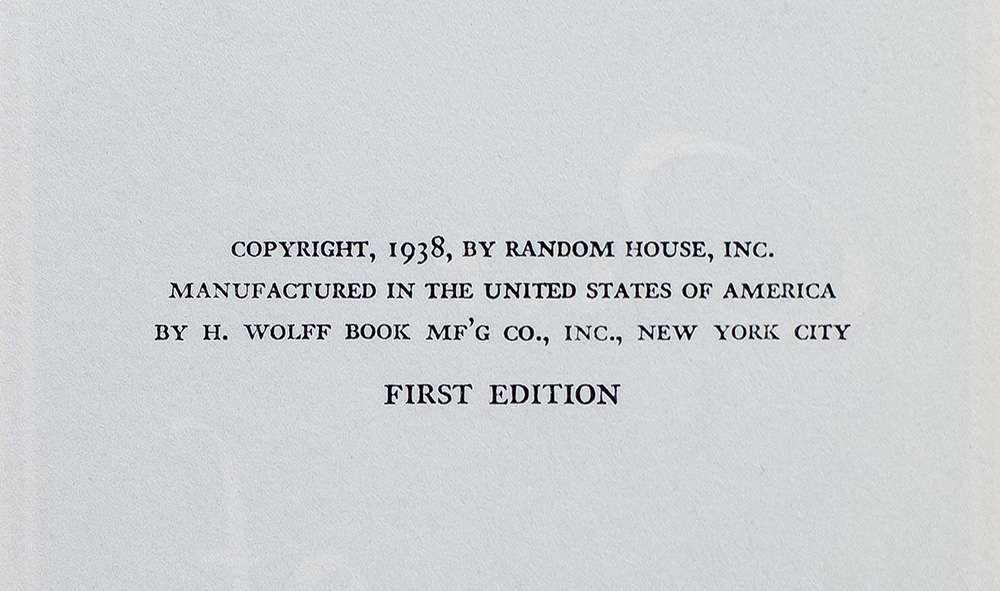 COPYRIGHT, 1938, BY RANDOM HOUSE, INC.
MANUFACTURED IN THE UNITED STATES OF AMERICA
BY H. WOLFF BOOK MF'G CO., INC., NEW YORK CITY
FIRST EDITION